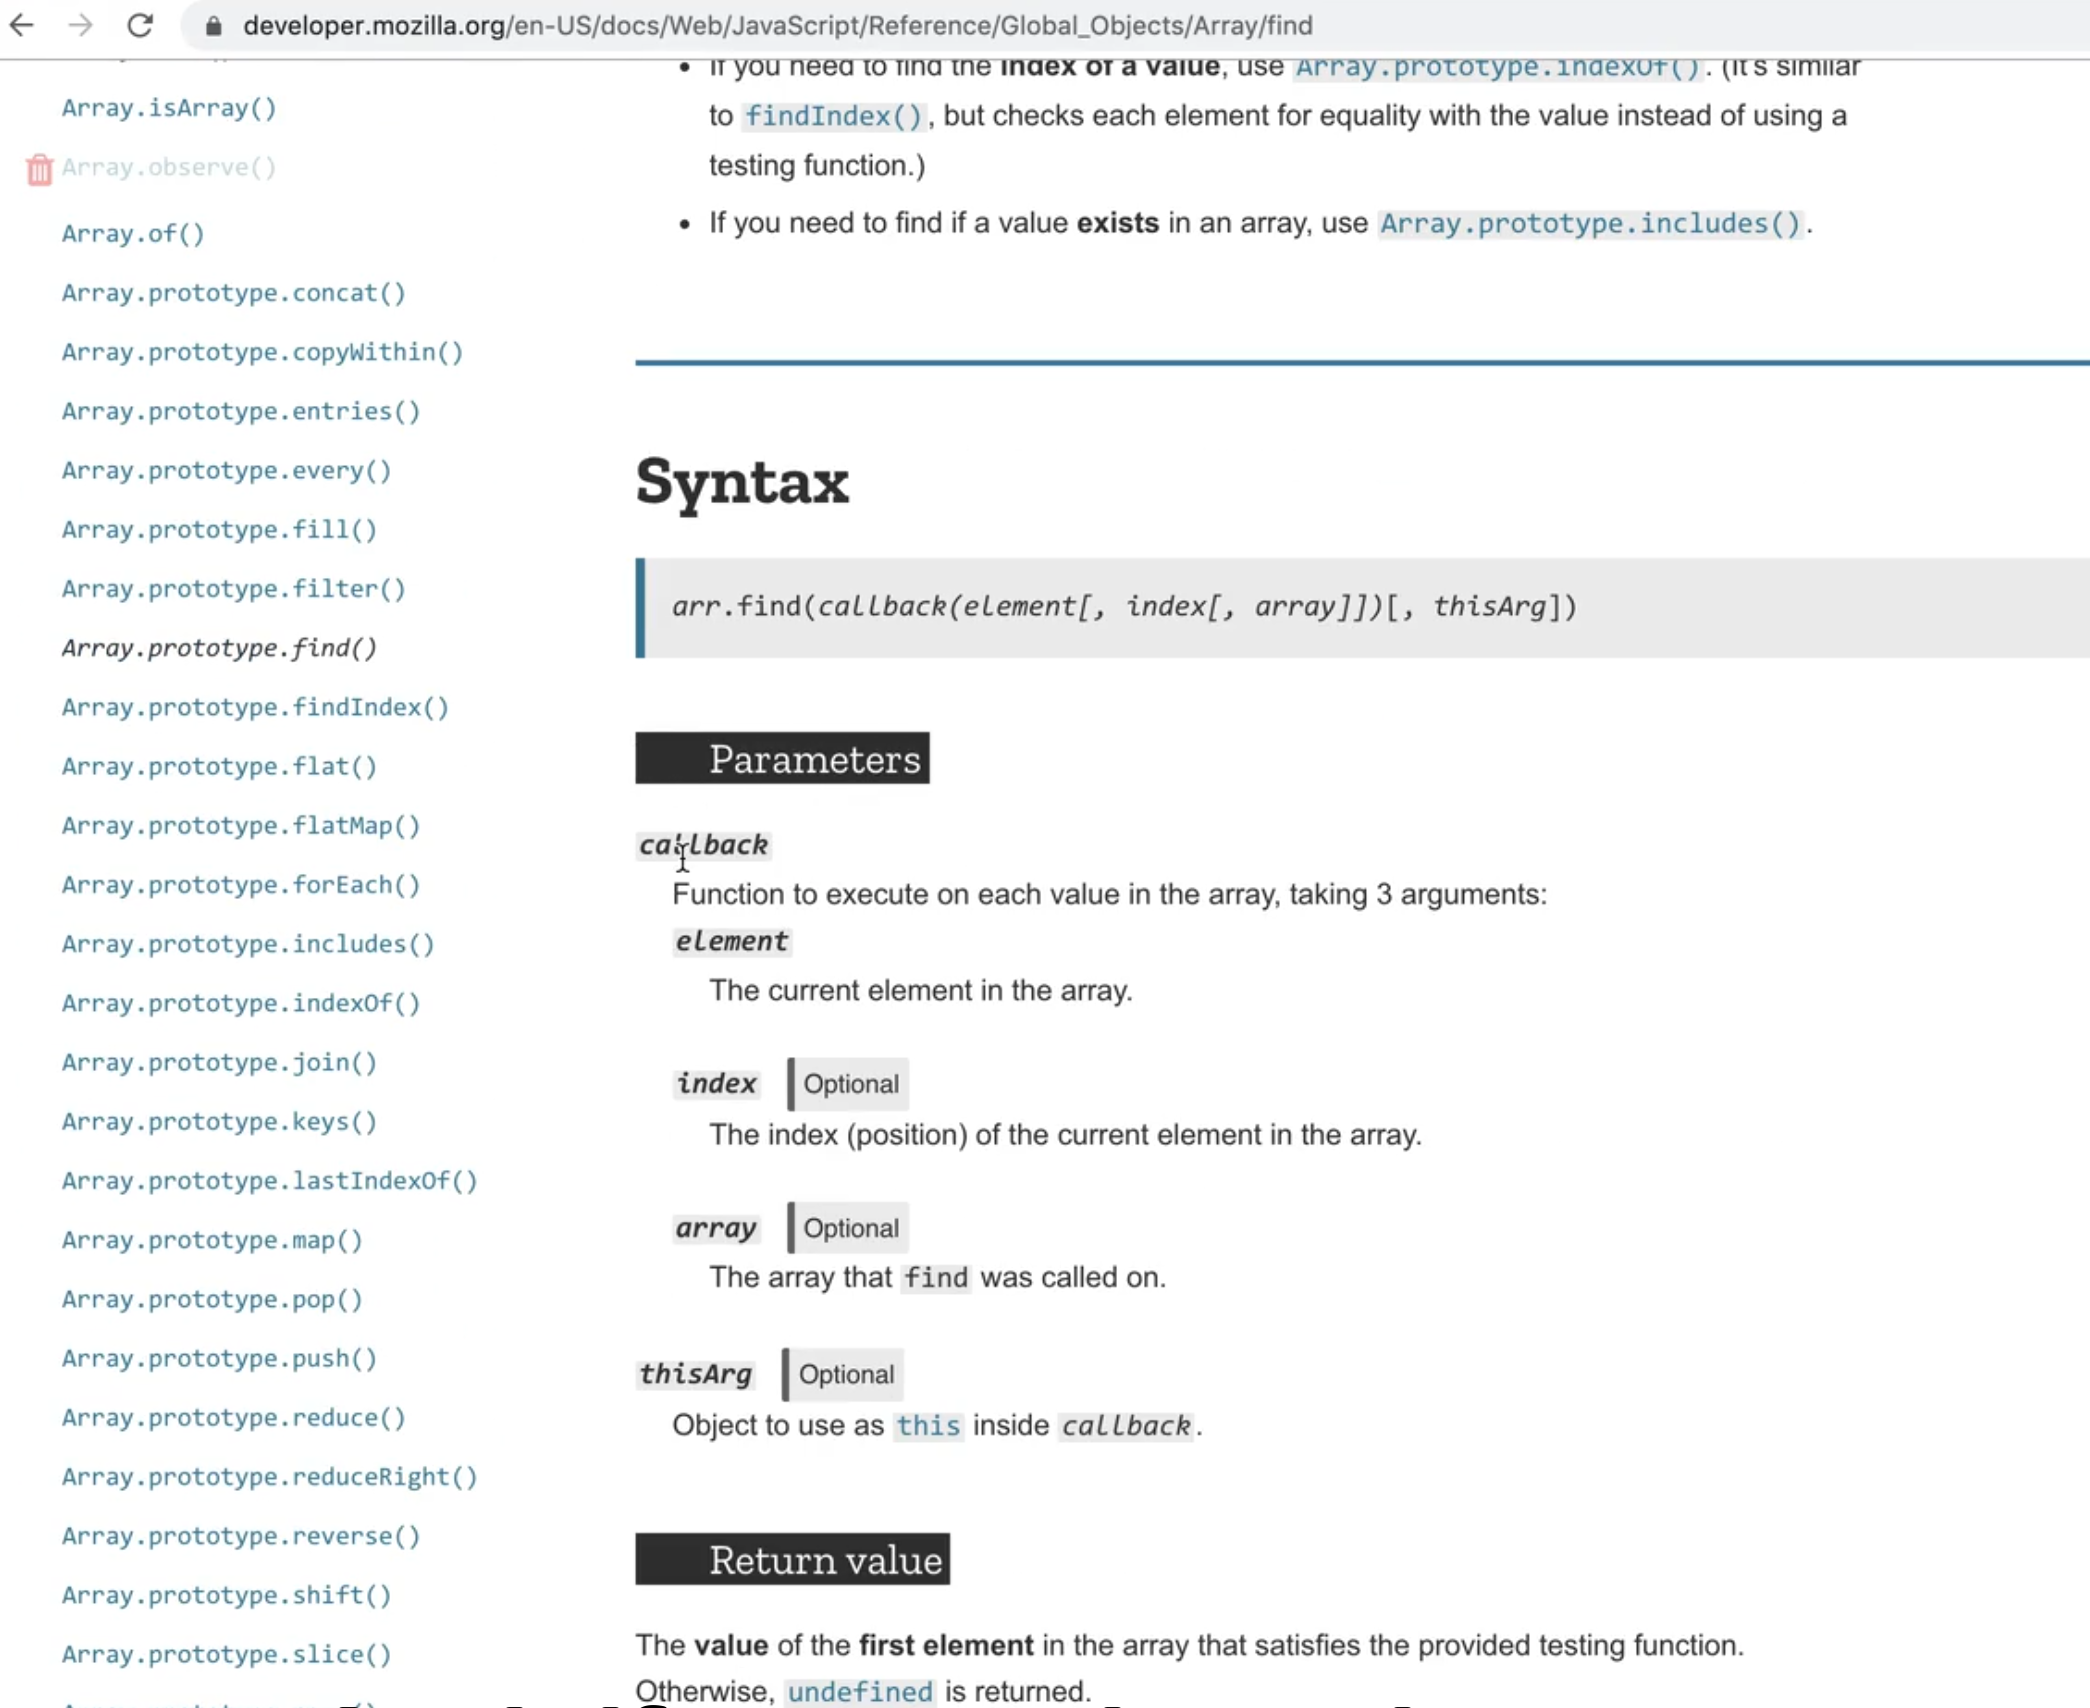 developer.mozilla.org/en-US/docs/Web/JavaScript/Reference/Global_Objects/Array/find
Array.isArray()
Array.observe()
Array.of()
Array.prototype.concat()
Array.prototype.copyWithin()
Array.prototype.entries()
Array.prototype.every()
Array.prototype.fill()
Array.prototype.filter()
Array.prototype.find()
Array.prototype.findIndex()
Array.prototype.flat()
Array.prototype.flatMap()
Array.prototype.forEach()
Array.prototype.includes()
Array.prototype.indexOf()
Array.prototype.join()
Array.prototype.keys()
Array.prototype.lastIndexOf()
Array.prototype.map()
Array.prototype.pop()
Array.prototype.push()
Array.prototype.reduce()
Array.prototype.reduceRight()
Array.prototype.reverse()
Array.prototype.shift()
Array.prototype.slice()
• If you need to find the index of a value, use Array.prototype.indexOf(). (It's similar
to findIndex(), but checks each element for equality with the value instead of using a
testing function.)
• If you need to find if a value exists in an array, use Array.prototype.includes().
Syntax
arr.find(callback(element[, index[, array]])[, thisArg])
Parameters
callback
Function to execute on each value in the array, taking 3 arguments:
element
The current element in the array.
index Optional
The index (position) of the current element in the array.
array Optional
The array that find was called on.
thisArg Optional
Object to use as this inside callback.
Return value
The value of the first element in the array that satisfies the provided testing function.
Otherwise, undefined is returned.